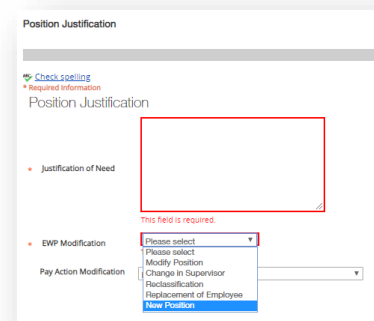 Position Justification
Check spelling
* Required Information
Position Justification
* Justification of Need
This field is required.
* EWP Modification
Please select
Please select
Modify Position
Pay Action Modification
Change in Supervisor
Reclassification
Replacement of Employee
New Position